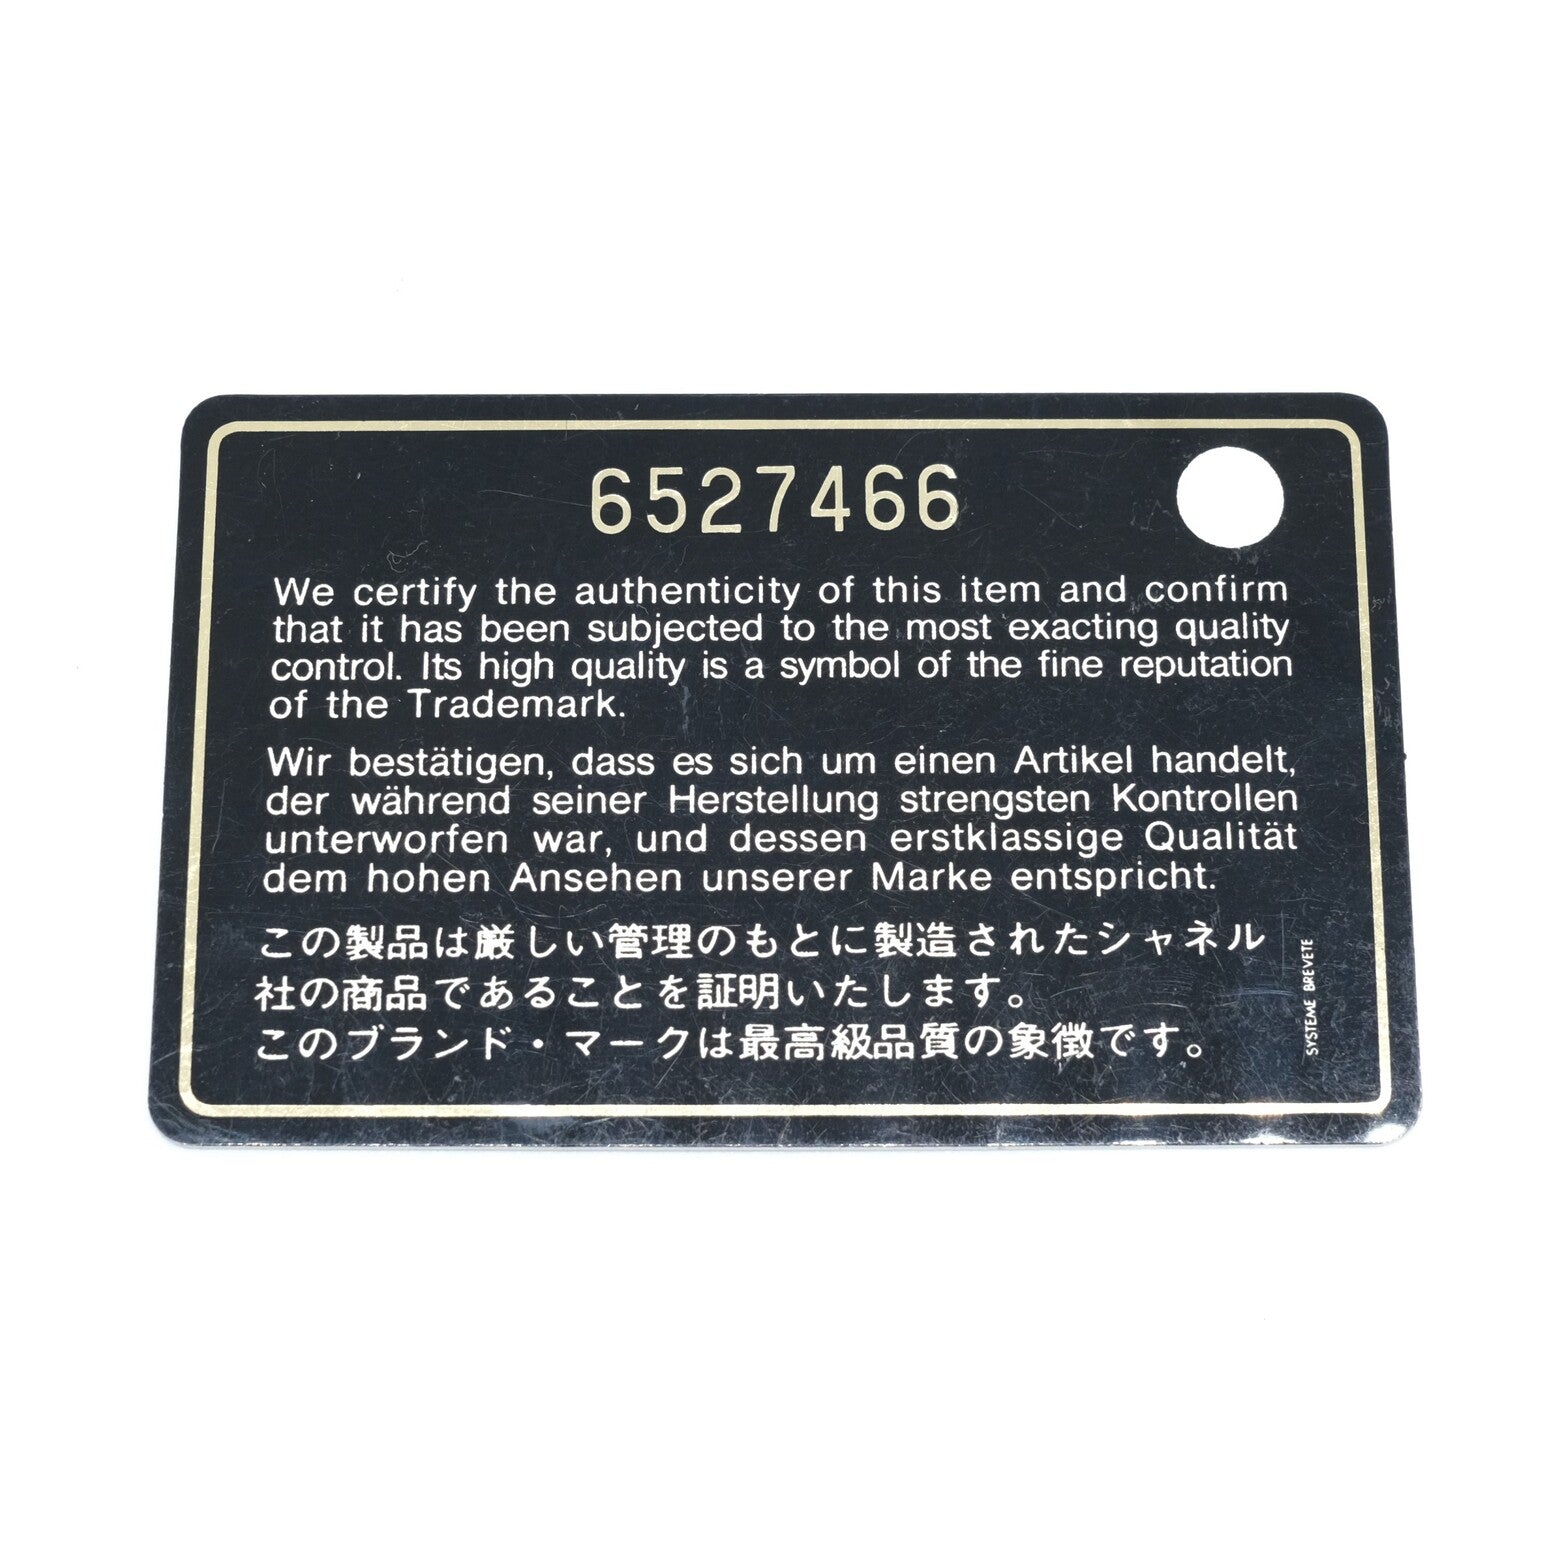 6527466
We certify the authenticity of this item and confirm
that it has been subjected to the most exacting quality
control. Its high quality is a symbol of the fine reputation
of the Trademark.
Wir bestätigen, dass es sich um einen Artikel handelt,
der während seiner Herstellung strengsten Kontrollen
unterworfen war, und dessen erstklassige Qualität
dem hohen Ansehen unserer Marke entspricht.
この製品は厳しい管理のもとに製造されたシャネル
社の商品であることを証明いたします。
このブランド・マークは最高級品質の象徴です。
SYSTEME BREVETE